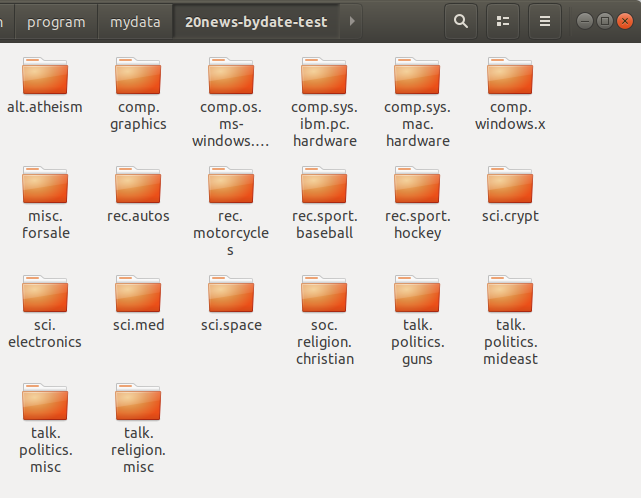 n program mydata 20news-bydate-test
alt.atheism
comp.
graphics
comp.os.
ms-
windows.…
comp.sys.
ibm.pc.
hardware
comp.sys.
mac.
hardware
comp.
windows.x
misc.
forsale
rec.autos
rec.
motorcycle
s
rec.sport.
baseball
rec.sport.
hockey
sci.crypt
sci.
electronics
sci.med
sci.space
soc.
religion.
christian
talk.
politics.
guns
talk.
politics.
mideast
talk.
politics.
misc
talk.
religion.
misc